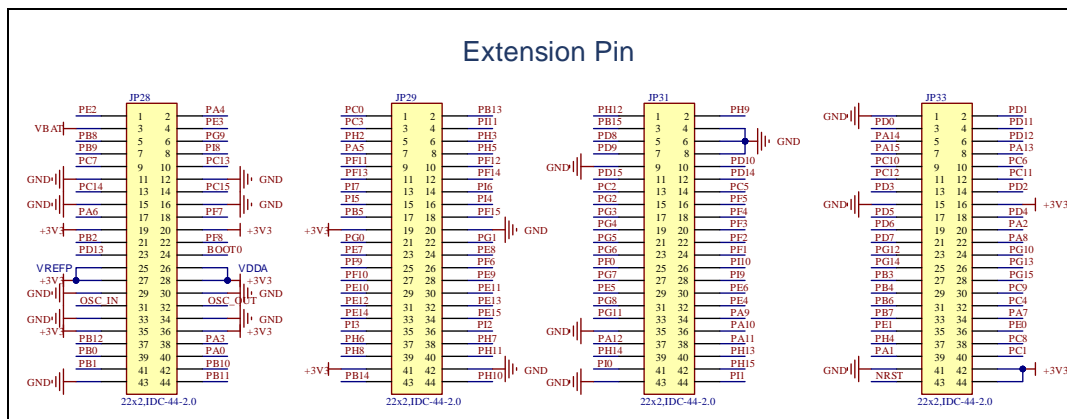 Extension Pin
JP28
PE2 1 2 PA4
VBAT 3 4 PE3
PB8 5 6 PG9
PB9 7 8 PI8
PC7 9 10 PC13
GND 11 12 GND
PC14 13 14 PC15
GND 15 16 GND
PA6 17 18 PF7
+3V3 19 20 +3V3
PB2 21 22 PF8
PD13 23 24 BOOT0
VREFP 25 26 VDDA
+3V3 27 28 +3V3
GND 29 30 GND
OSC_IN 31 32 OSC_OUT
GND 33 34 GND
+3V3 35 36 +3V3
PB12 37 38 PA3
PB0 39 40 PA0
PB1 41 42 PB10
GND 43 44 PB11
22x2,IDC-44-2.0
JP29
PC0 1 2 PB13
PC3 3 4 PI11
PH2 5 6 PH3
PA5 7 8 PH5
PF11 9 10 PF12
PF13 11 12 PF14
PI7 13 14 PI6
PI5 15 16 PI4
PB5 17 18 PF15
+3V3 19 20 GND
PG0 21 22 PG1
PE7 23 24 PE8
PF9 25 26 PF6
PF10 27 28 PE9
PE10 29 30 PE11
PE12 31 32 PE13
PE14 33 34 PE15
PI3 35 36 PI2
PH6 37 38 PH7
PH8 39 40 PH11
+3V3 41 42 GND
PB14 43 44 PH10
22x2,IDC-44-2.0
JP31
PH12 1 2 PH9
PB15 3 4
PD8 5 6 GND
PD9 7 8
GND 9 10 PD10
PD15 11 12 PD14
PC2 13 14 PC5
PG2 15 16 PF5
PG3 17 18 PF4
PG4 19 20 PF3
PG5 21 22 PF2
PG6 23 24 PF1
PF0 25 26 PI10
PG7 27 28 PI9
PE5 29 30 PE6
PG8 31 32 PE4
PG11 33 34 PA9
GND 35 36 PA10
PA12 37 38 PA11
PH14 39 40 PH13
PI0 41 42 PH15
GND 43 44 PI1
22x2,IDC-44-2.0
JP33
GND 1 2 PD1
PD0 3 4 PD11
PA14 5 6 PD12
PA15 7 8 PA13
PC10 9 10 PC6
PC12 11 12 PC11
PD3 13 14 PD2
GND 15 16 +3V3
PD5 17 18 PD4
PD6 19 20 PA2
PD7 21 22 PA8
PG12 23 24 PG10
PG14 25 26 PG13
PB3 27 28 PG15
PB4 29 30 PC9
PB6 31 32 PC4
PB7 33 34 PA7
PE1 35 36 PE0
PH4 37 38 PC8
PA1 39 40 PC1
GND 41 42 +3V3
NRST 43 44
22x2,IDC-44-2.0